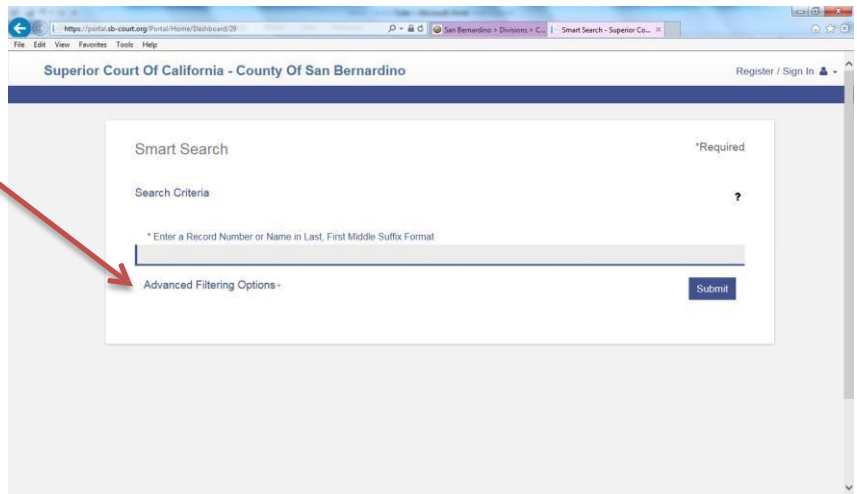 https://portal.sb-court.org/Portal/Home/Dashboard/29
San Bernardino > Divisions > C...
Smart Search - Superior Co... ×
File Edit View Favorites Tools Help
Superior Court Of California - County Of San Bernardino
Register / Sign In
Smart Search
*Required
Search Criteria
?
* Enter a Record Number or Name in Last, First Middle Suffix Format
Advanced Filtering Options -
Submit